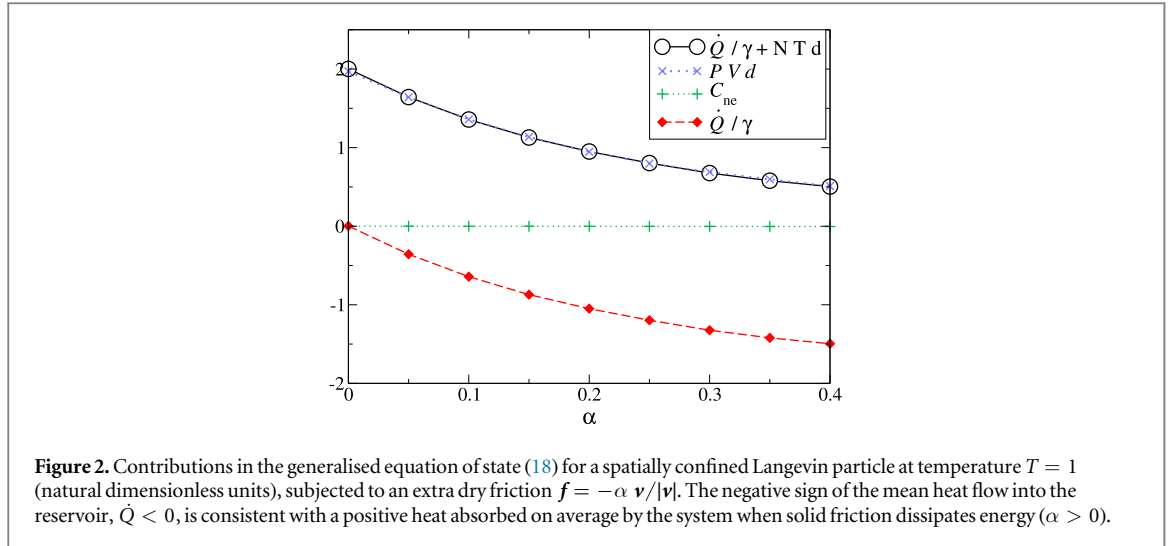 Q̇ / γ + N T d
P V d
C_ne
Q̇ / γ
2
1
0
-1
-2
0
0.1
0.2
0.3
0.4
α
Figure 2. Contributions in the generalised equation of state (18) for a spatially confined Langevin particle at temperature T = 1
(natural dimensionless units), subjected to an extra dry friction f = −α ν/|ν|. The negative sign of the mean heat flow into the
reservoir, Q̇ < 0, is consistent with a positive heat absorbed on average by the system when solid friction dissipates energy (α > 0).